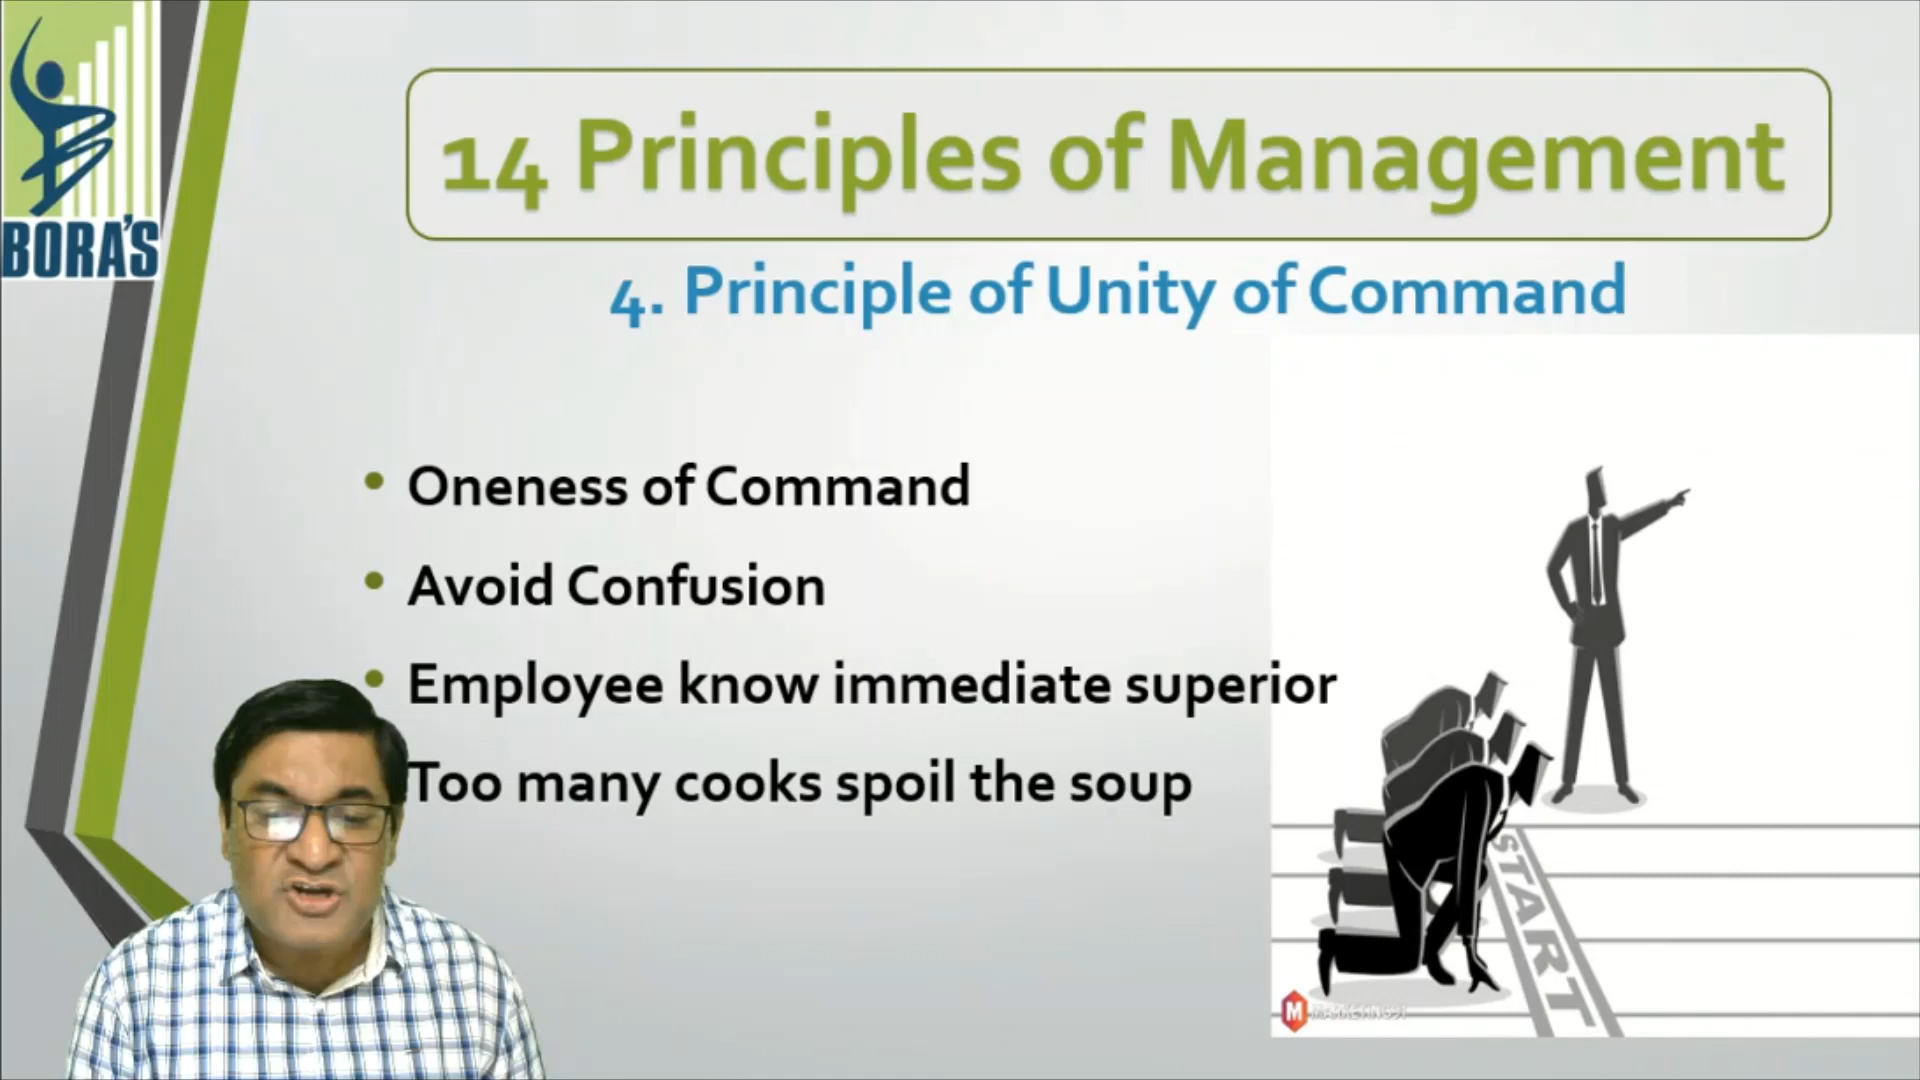 BORA'S
14 Principles of Management
4. Principle of Unity of Command
• Oneness of Command
• Avoid Confusion
• Employee know immediate superior
Too many cooks spoil the soup
START
M MARKETING91